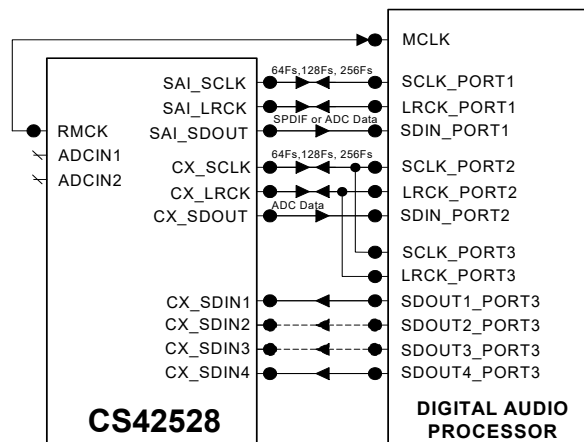 MCLK
64Fs,128Fs, 256Fs
SAI_SCLK SCLK_PORT1
SAI_LRCK LRCK_PORT1
SPDIF or ADC Data
RMCK SAI_SDOUT SDIN_PORT1
ADCIN1
64Fs,128Fs, 256Fs
CX_SCLK SCLK_PORT2
ADCIN2
CX_LRCK LRCK_PORT2
ADC Data
CX_SDOUT SDIN_PORT2
SCLK_PORT3
LRCK_PORT3
CX_SDIN1 SDOUT1_PORT3
CX_SDIN2 SDOUT2_PORT3
CX_SDIN3 SDOUT3_PORT3
CX_SDIN4 SDOUT4_PORT3
CS42528
DIGITAL AUDIO
PROCESSOR